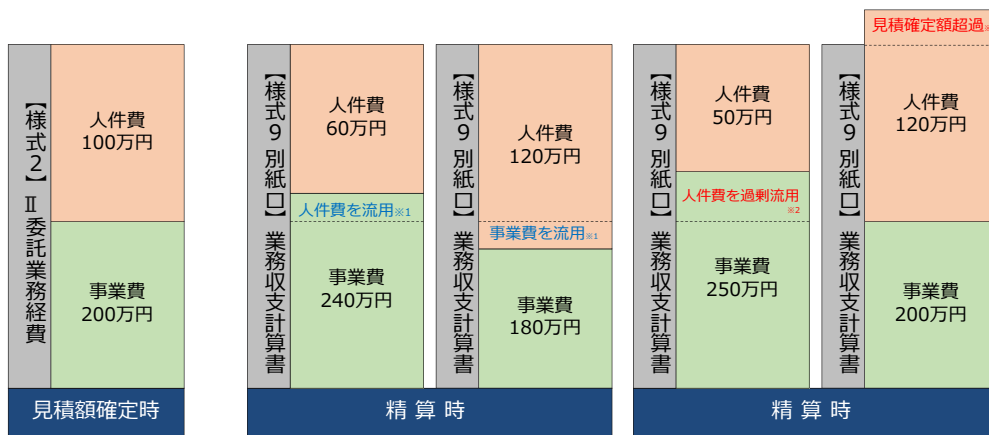 【様式2】Ⅱ委託業務経費
人件費
100万円
事業費
200万円
見積額確定時
【様式9 別紙ロ】業務収支計算書
人件費
60万円
人件費を流用※1
事業費
240万円
【様式9 別紙ロ】業務収支計算書
人件費
120万円
事業費を流用※1
事業費
180万円
精算時
【様式9 別紙ロ】業務収支計算書
人件費
50万円
人件費を過剰流用
※2
事業費
250万円
【様式9 別紙ロ】業務収支計算書
見積確定額超過※
人件費
120万円
事業費
200万円
精算時